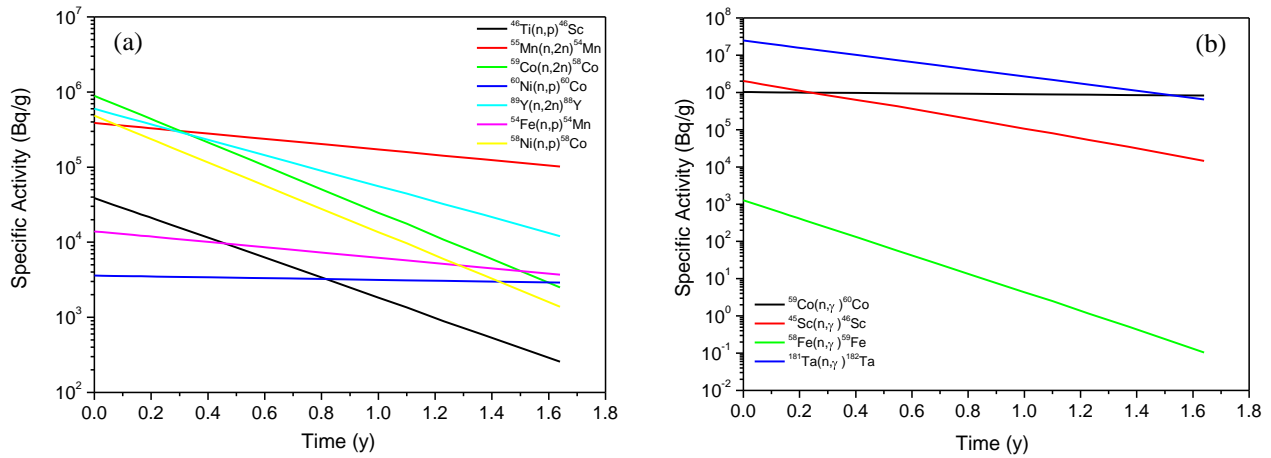 (a)
⁴⁶Ti(n,p)⁴⁶Sc
⁵⁵Mn(n,2n)⁵⁴Mn
⁵⁹Co(n,2n)⁵⁸Co
⁶⁰Ni(n,p)⁶⁰Co
⁸⁹Y(n,2n)⁸⁸Y
⁵⁴Fe(n,p)⁵⁴Mn
⁵⁸Ni(n,p)⁵⁸Co
Specific Activity (Bq/g)
10⁷
10⁶
10⁵
10⁴
10³
10²
0.0 0.2 0.4 0.6 0.8 1.0 1.2 1.4 1.6 1.8
Time (y)
(b)
Specific Activity (Bq/g)
10⁸
10⁷
10⁶
10⁵
10⁴
10³
10²
10¹
10⁰
10⁻¹
10⁻²
⁵⁹Co(n,γ)⁶⁰Co
⁴⁵Sc(n,γ)⁴⁶Sc
⁵⁸Fe(n,γ)⁵⁹Fe
¹⁸¹Ta(n,γ)¹⁸²Ta
0.0 0.2 0.4 0.6 0.8 1.0 1.2 1.4 1.6 1.8
Time (y)